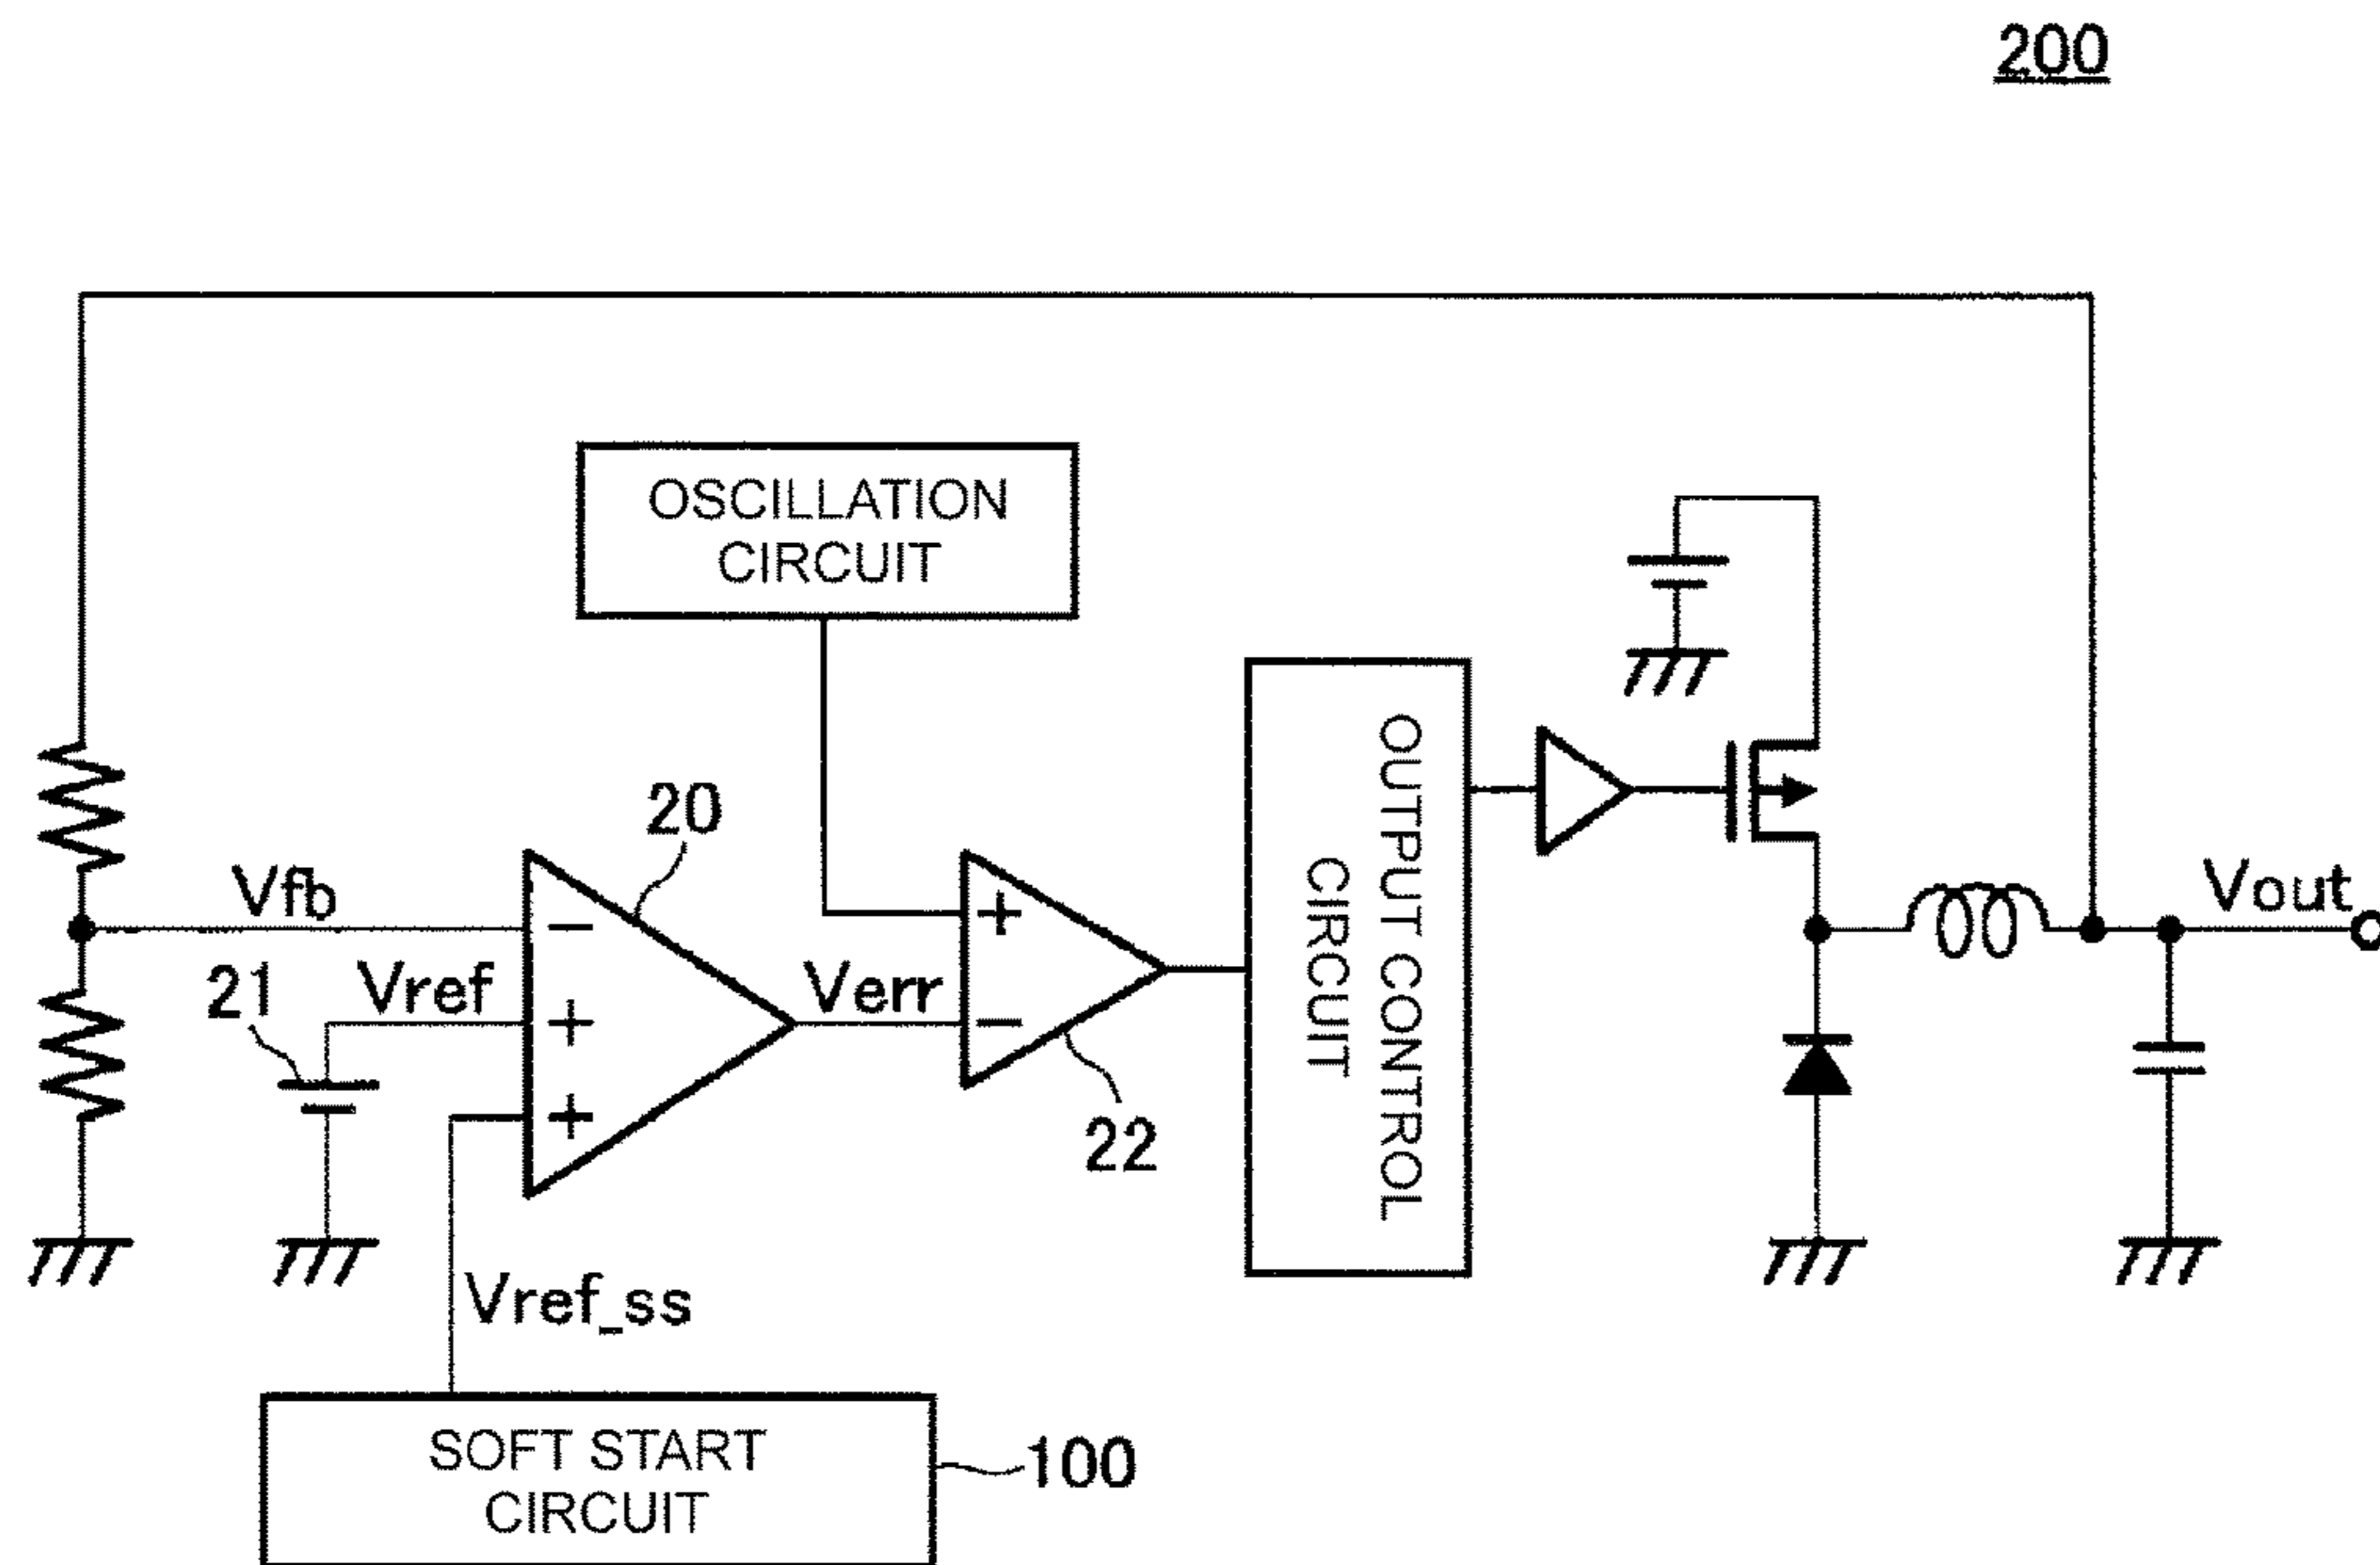 200
OSCILLATION
CIRCUIT
20
Vfb
21
Vref
Verr
22
OUTPUT CONTROL
CIRCUIT
Vout
Vref_ss
SOFT START
CIRCUIT
100